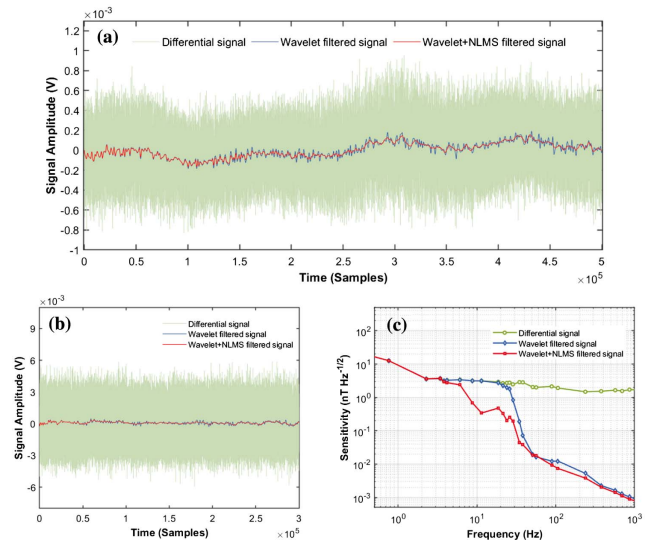 ×10⁻³
(a)
Differential signal
Wavelet filtered signal
Wavelet+NLMS filtered signal
Signal Amplitude (V)
1.2
1
0.8
0.6
0.4
0.2
0
-0.2
-0.4
-0.6
-0.8
-1
0 0.5 1 1.5 2 2.5 3 3.5 4 4.5 5
Time (Samples)
×10⁵
×10⁻³
(b)
Differential signal
Wavelet filtered signal
Wavelet+NLMS filtered signal
Signal Amplitude (V)
9
6
3
0
-3
-6
0 0.5 1 1.5 2 2.5 3
Time (Samples)
×10⁵
(c)
Differential signal
Wavelet filtered signal
Wavelet+NLMS filtered signal
Sensitivity (nT Hz⁻¹ᐟ²)
10²
10¹
10⁰
10⁻¹
10⁻²
10⁻³
10⁰ 10¹ 10² 10³
Frequency (Hz)